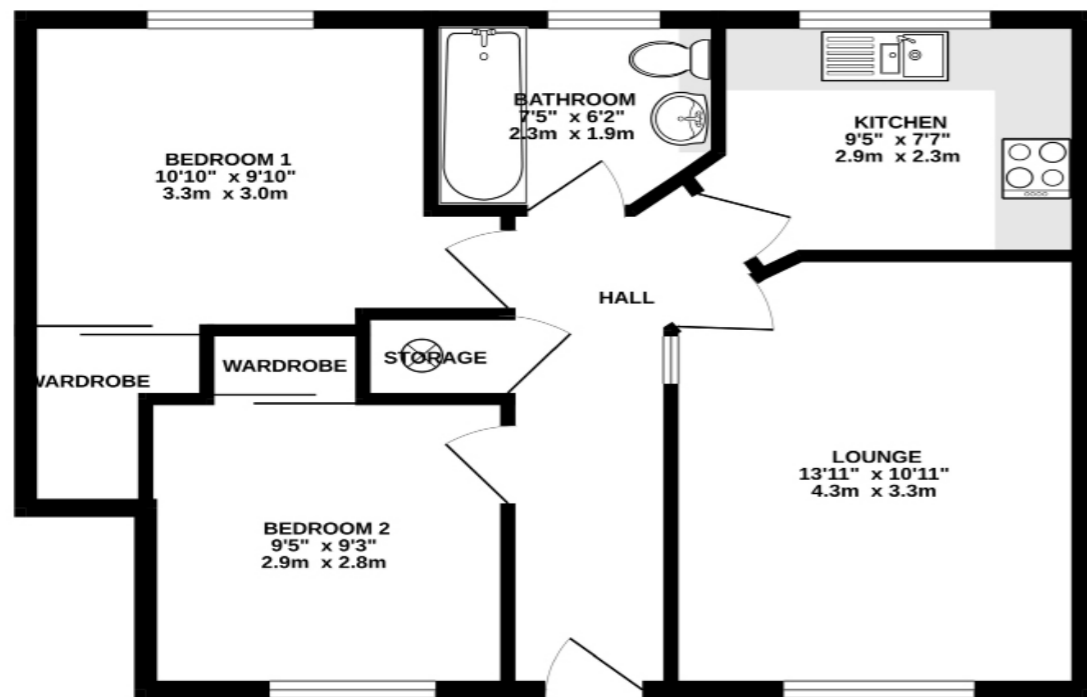 BATHROOM
7'5" x 6'2"
2.3m x 1.9m
KITCHEN
9'5" x 7'7"
2.9m x 2.3m
BEDROOM 1
10'10" x 9'10"
3.3m x 3.0m
HALL
STORAGE
WARDROBE
WARDROBE
LOUNGE
13'11" x 10'11"
4.3m x 3.3m
BEDROOM 2
9'5" x 9'3"
2.9m x 2.8m